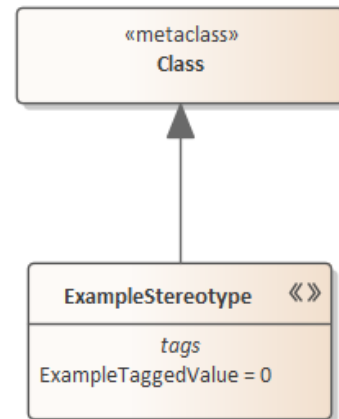 «metaclass»
Class
ExampleStereotype «»
tags
ExampleTaggedValue = 0